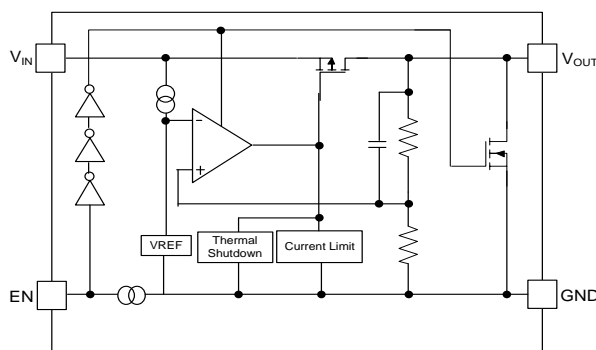 VIN
VOUT
−
+
VREF
Thermal
Shutdown
Current Limit
EN
GND